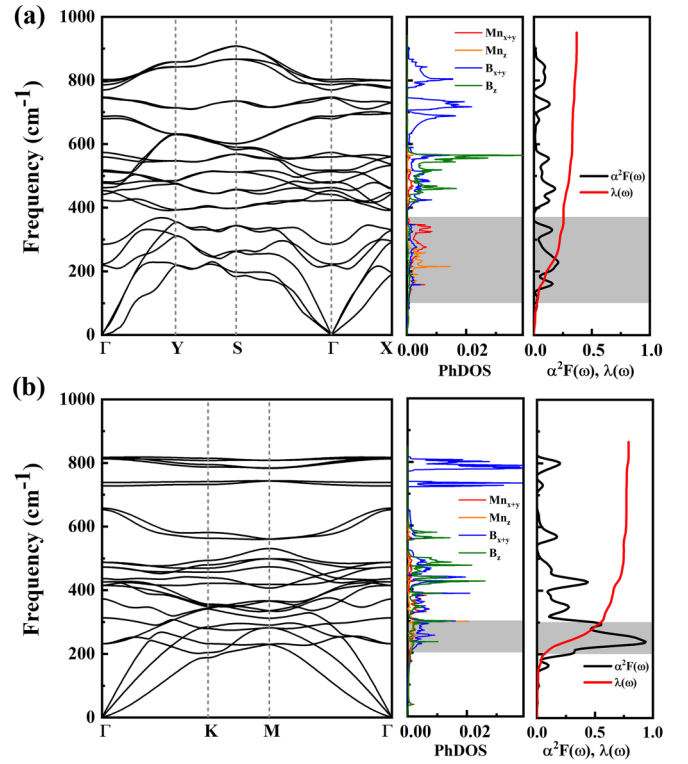 (a)
1000
800
600
400
200
0
Frequency (cm⁻¹)
Γ Y S Γ X
Mnx+y
Mnz
Bx+y
Bz
0.00 0.02
PhDOS
α²F(ω)
λ(ω)
0.0 0.5 1.0
α²F(ω), λ(ω)
(b)
1000
800
600
400
200
0
Frequency (cm⁻¹)
Γ K M Γ
Mnx+y
Mnz
Bx+y
Bz
0.00 0.02
PhDOS
α²F(ω)
λ(ω)
0.0 0.5 1.0
α²F(ω), λ(ω)